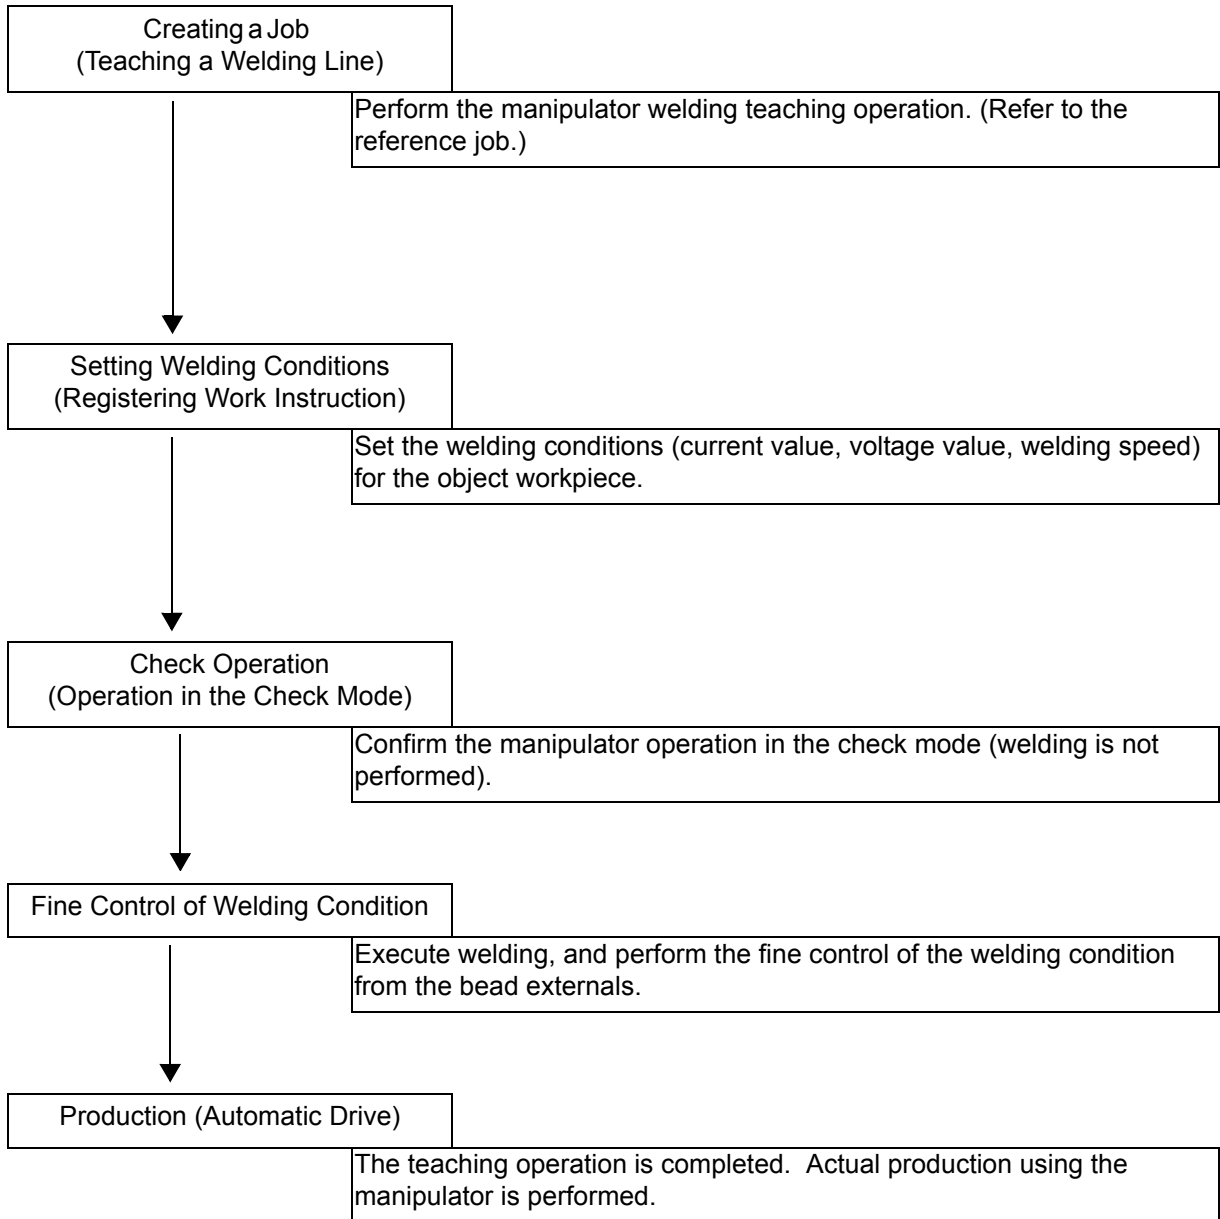 Creating a Job
(Teaching a Welding Line)
Perform the manipulator welding teaching operation. (Refer to the
reference job.)
Setting Welding Conditions
(Registering Work Instruction)
Set the welding conditions (current value, voltage value, welding speed)
for the object workpiece.
Check Operation
(Operation in the Check Mode)
Confirm the manipulator operation in the check mode (welding is not
performed).
Fine Control of Welding Condition
Execute welding, and perform the fine control of the welding condition
from the bead externals.
Production (Automatic Drive)
The teaching operation is completed.  Actual production using the
manipulator is performed.